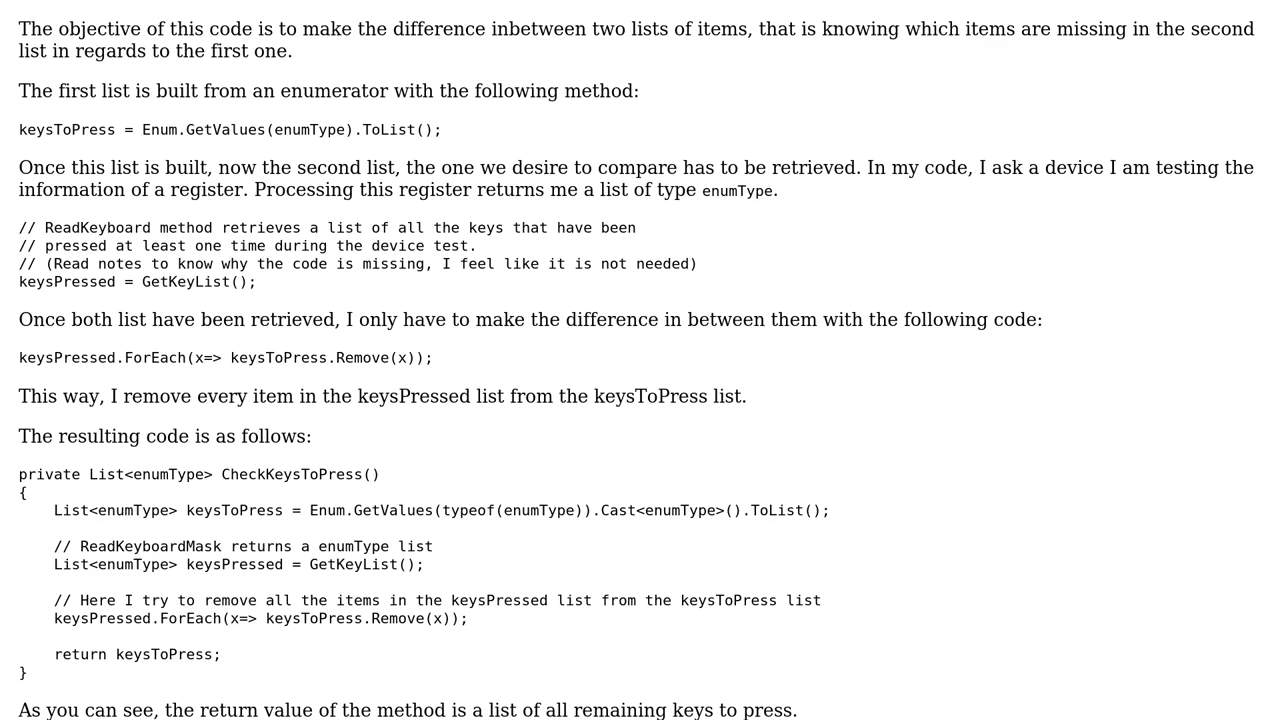 The objective of this code is to make the difference inbetween two lists of items, that is knowing which items are missing in the second
list in regards to the first one.
The first list is built from an enumerator with the following method:
keysToPress = Enum.GetValues(enumType).ToList();
Once this list is built, now the second list, the one we desire to compare has to be retrieved. In my code, I ask a device I am testing the
information of a register. Processing this register returns me a list of type enumType.
// ReadKeyboard method retrieves a list of all the keys that have been
// pressed at least one time during the device test.
// (Read notes to know why the code is missing, I feel like it is not needed)
keysPressed = GetKeyList();
Once both list have been retrieved, I only have to make the difference in between them with the following code:
keysPressed.ForEach(x=> keysToPress.Remove(x));
This way, I remove every item in the keysPressed list from the keysToPress list.
The resulting code is as follows:
private List<enumType> CheckKeysToPress()
{
    List<enumType> keysToPress = Enum.GetValues(typeof(enumType)).Cast<enumType>().ToList();
    // ReadKeyboardMask returns a enumType list
    List<enumType> keysPressed = GetKeyList();
    // Here I try to remove all the items in the keysPressed list from the keysToPress list
    keysPressed.ForEach(x=> keysToPress.Remove(x));
    return keysToPress;
}
As you can see, the return value of the method is a list of all remaining keys to press.